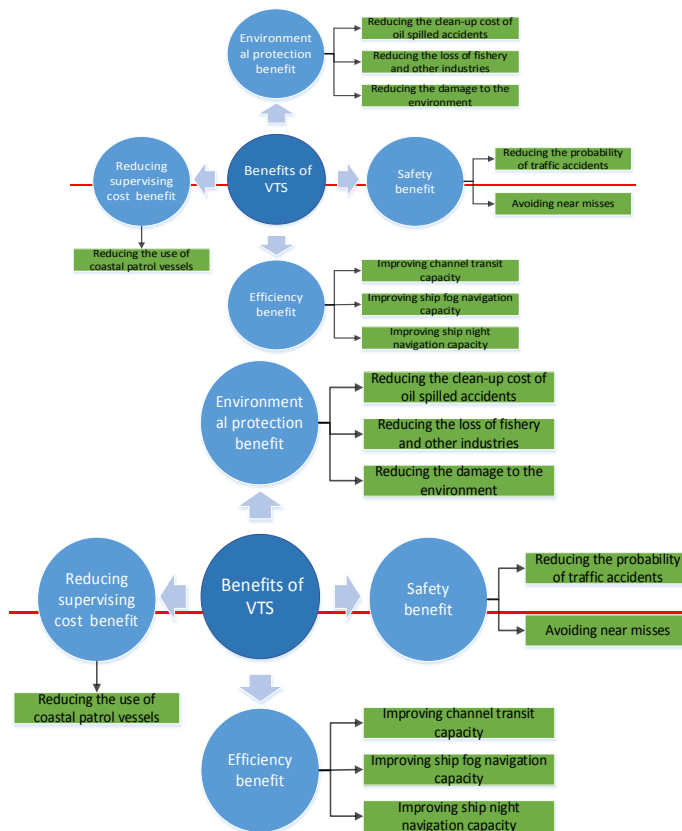 Environment
al protection
benefit
Reducing the clean-up cost of
oil spilled accidents
Reducing the loss of fishery
and other industries
Reducing the damage to the
environment
Reducing
supervising
cost benefit
Benefits of
VTS
Safety
benefit
Reducing the probability
of traffic accidents
Avoiding near misses
Reducing the use of
coastal patrol vessels
Efficiency
benefit
Improving channel transit
capacity
Improving ship fog navigation
capacity
Improving ship night
navigation capacity
Environment
al protection
benefit
Reducing the clean-up cost of
oil spilled accidents
Reducing the loss of fishery
and other industries
Reducing the damage to the
environment
Reducing
supervising
cost benefit
Benefits of
VTS
Safety
benefit
Reducing the probability
of traffic accidents
Avoiding near misses
Reducing the use of
coastal patrol vessels
Efficiency
benefit
Improving channel transit
capacity
Improving ship fog navigation
capacity
Improving ship night
navigation capacity